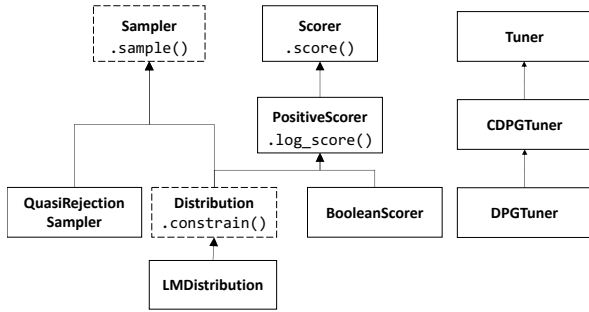 Sampler
.sample()
Scorer
.score()
Tuner
PositiveScorer
.log_score()
CDPGTuner
QuasiRejection
Sampler
Distribution
.constrain()
BooleanScorer
DPGTuner
LMDistribution